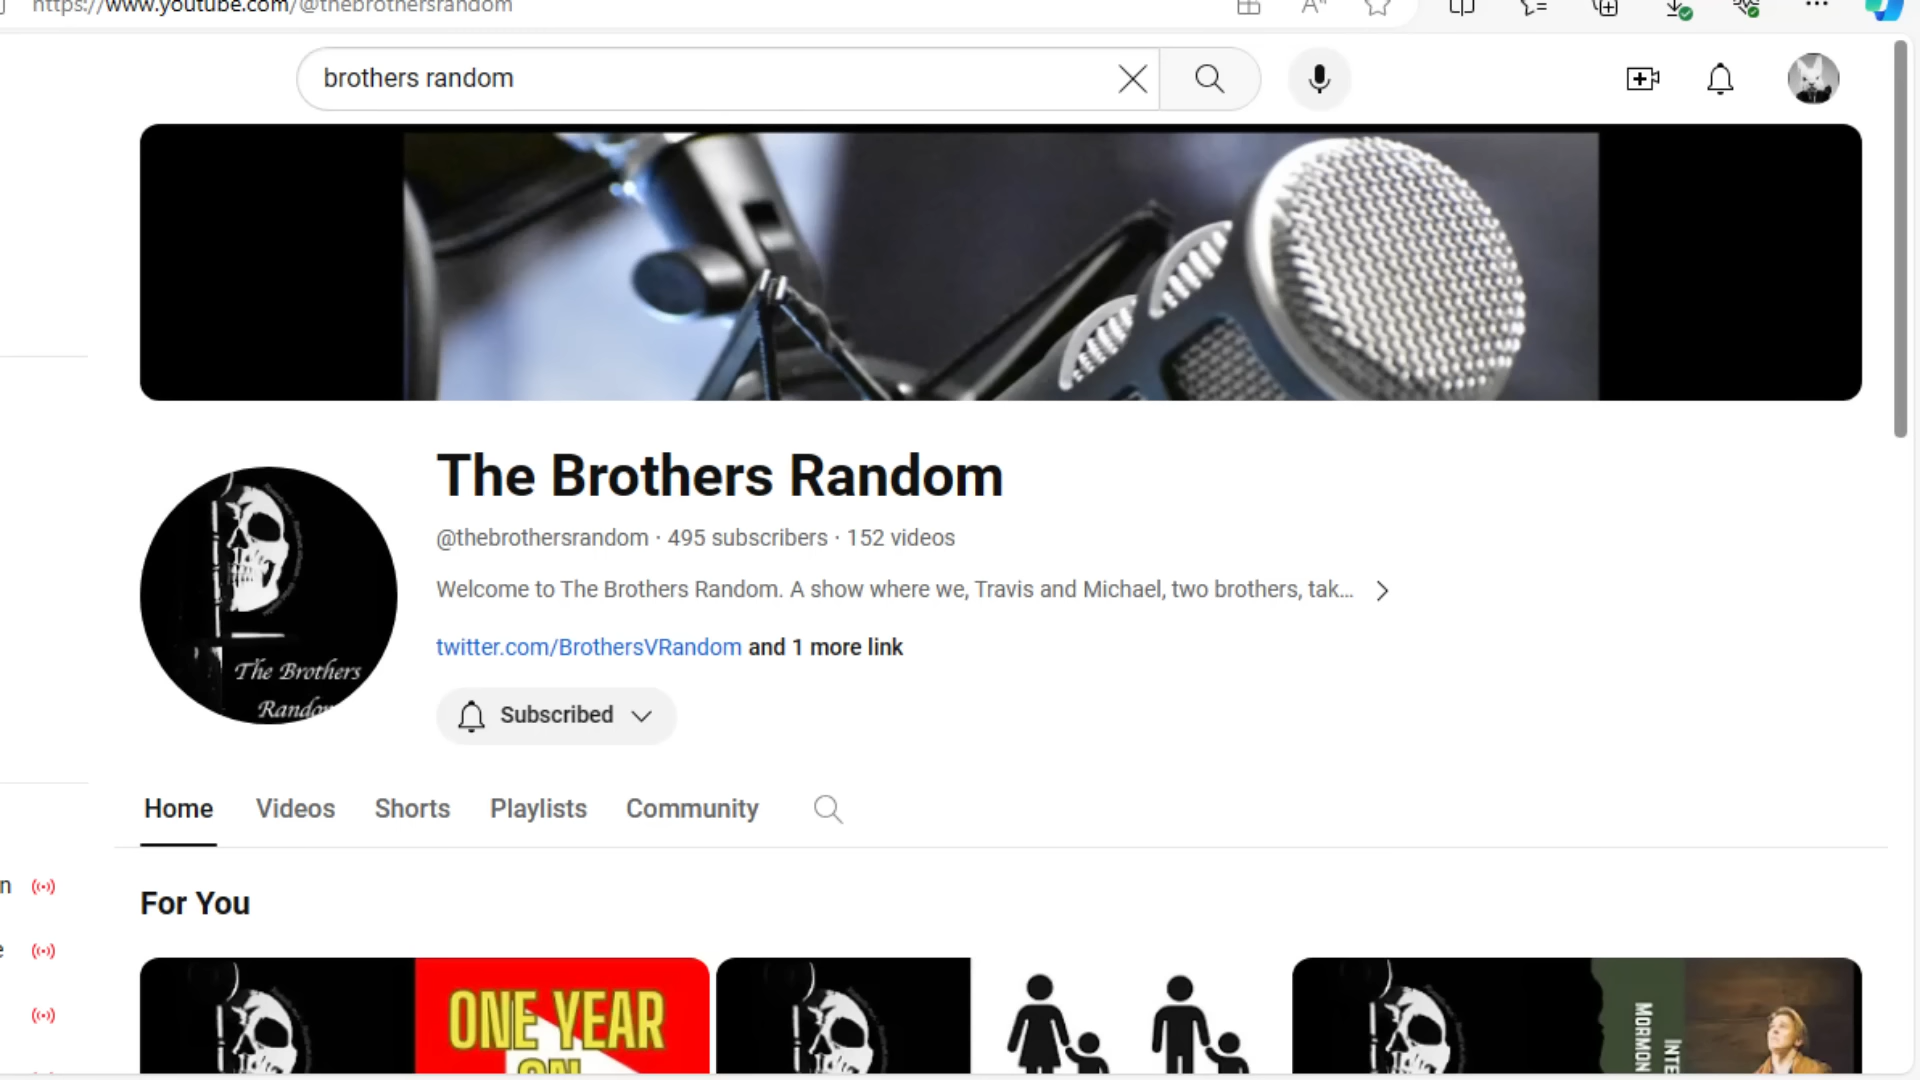 https://www.youtube.com/@thebrothersrandom
brothers random
The Brothers Random
@thebrothersrandom · 495 subscribers · 152 videos
Welcome to The Brothers Random. A show where we, Travis and Michael, two brothers, tak...
twitter.com/BrothersVRandom and 1 more link
The Brothers
Subscribed
Home Videos Shorts Playlists Community
For You
ONE YEAR
ON
MORMON